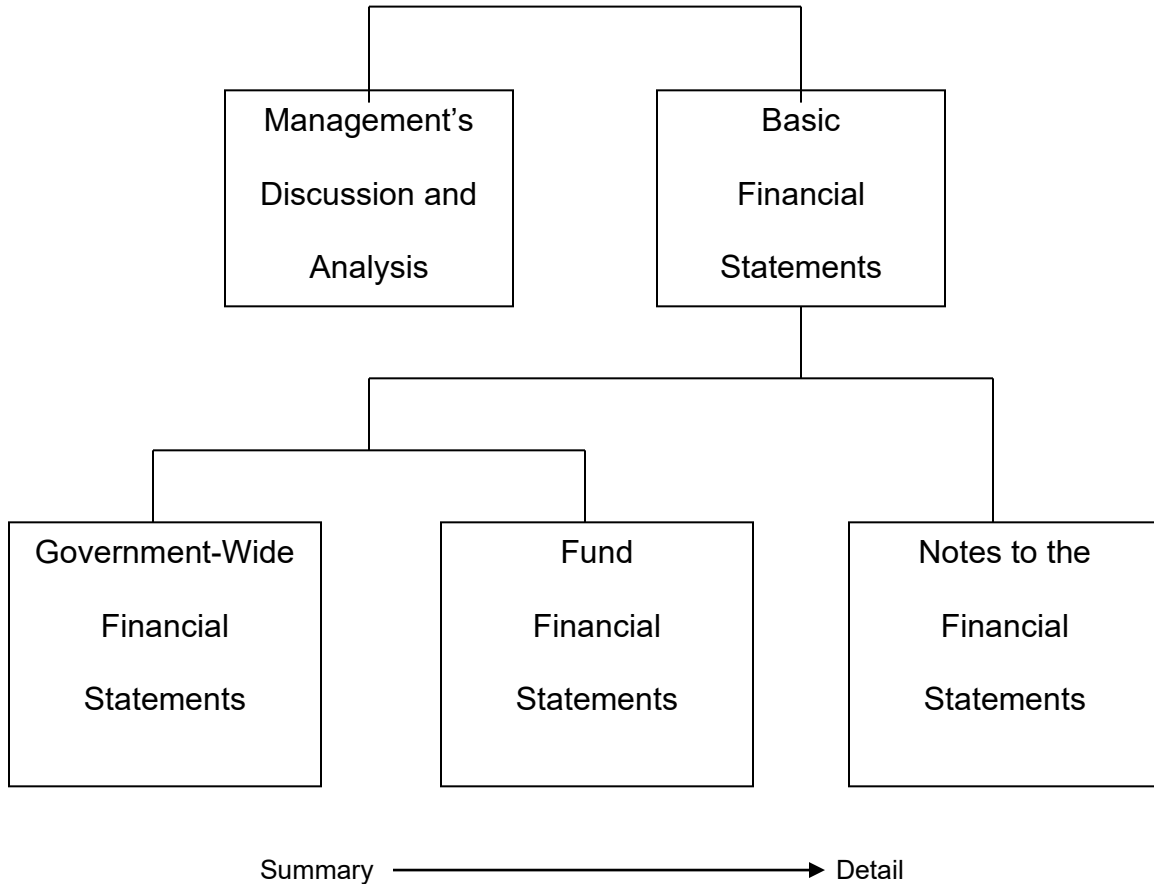 Management’s
Discussion and
Analysis
Basic
Financial
Statements
Government-Wide
Financial
Statements
Fund
Financial
Statements
Notes to the
Financial
Statements
Summary
Detail